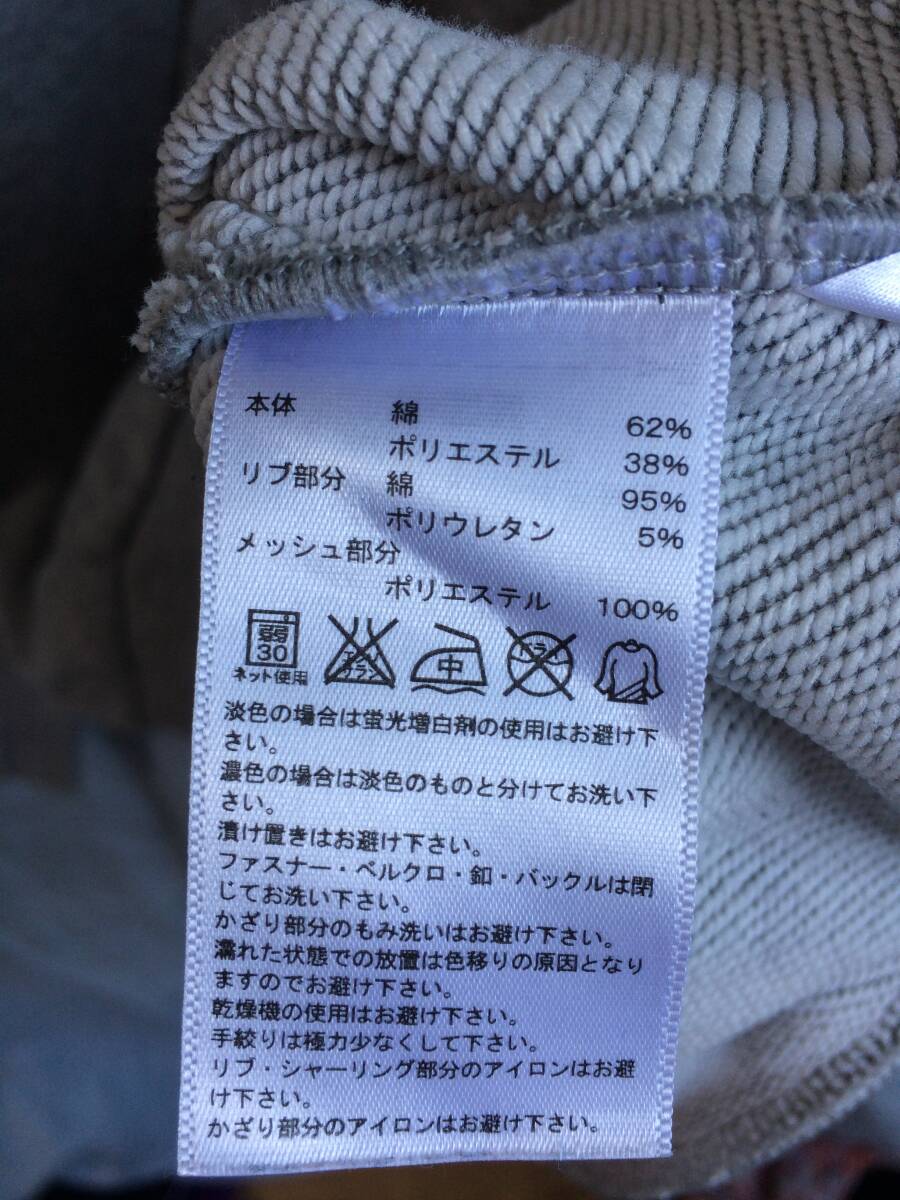 本体 綿 62%
ポリエステル 38%
リブ部分 綿 95%
ポリウレタン 5%
メッシュ部分
ポリエステル 100%
弱
30
ネット使用
エンソ
サラシ
中
ドライ
淡色の場合は蛍光増白剤の使用はお避け下
さい。
濃色の場合は淡色のものと分けてお洗い下
さい。
漬け置きはお避け下さい。
ファスナー・ベルクロ・釦・バックルは閉
じてお洗い下さい。
かざり部分のもみ洗いはお避け下さい。
濡れた状態での放置は色移りの原因となり
ますのでお避け下さい。
乾燥機の使用はお避け下さい。
手絞りは極力少なくして下さい。
リブ・シャーリング部分のアイロンはお避
け下さい。
かざり部分のアイロンはお避け下さい。